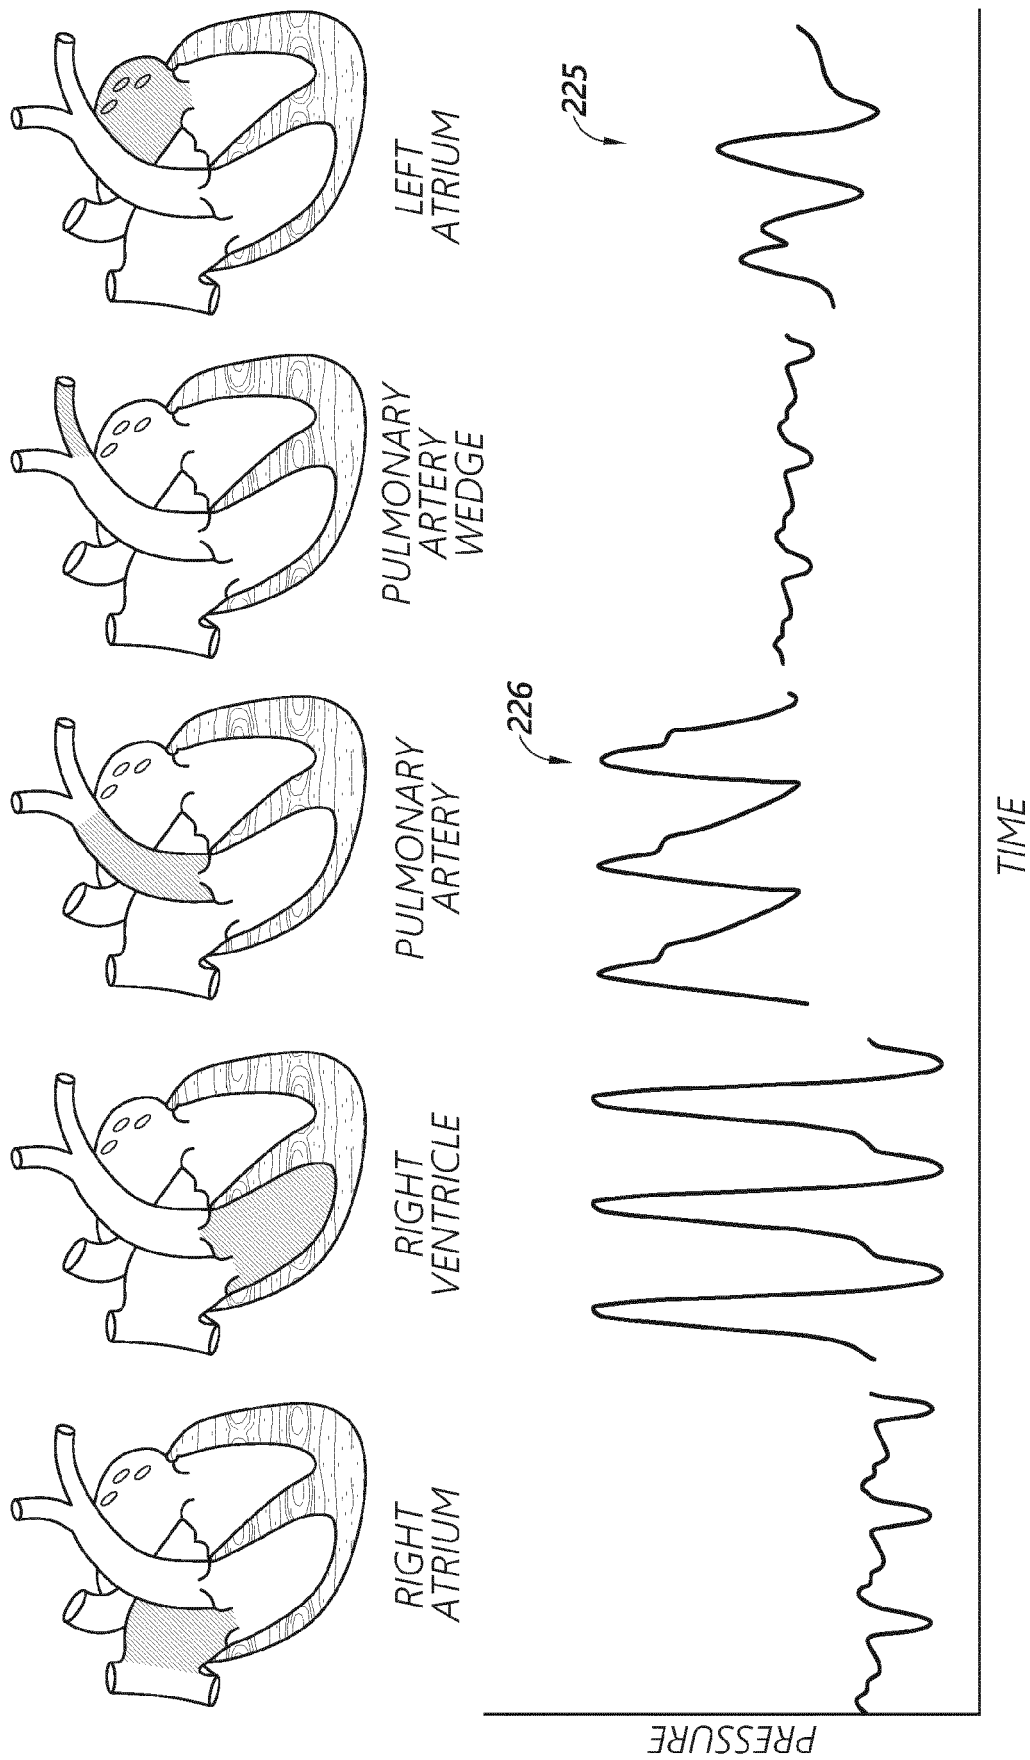 RIGHT
ATRIUM
RIGHT
VENTRICLE
PULMONARY
ARTERY
PULMONARY
ARTERY
WEDGE
LEFT
ATRIUM
226
225
PRESSURE
TIME